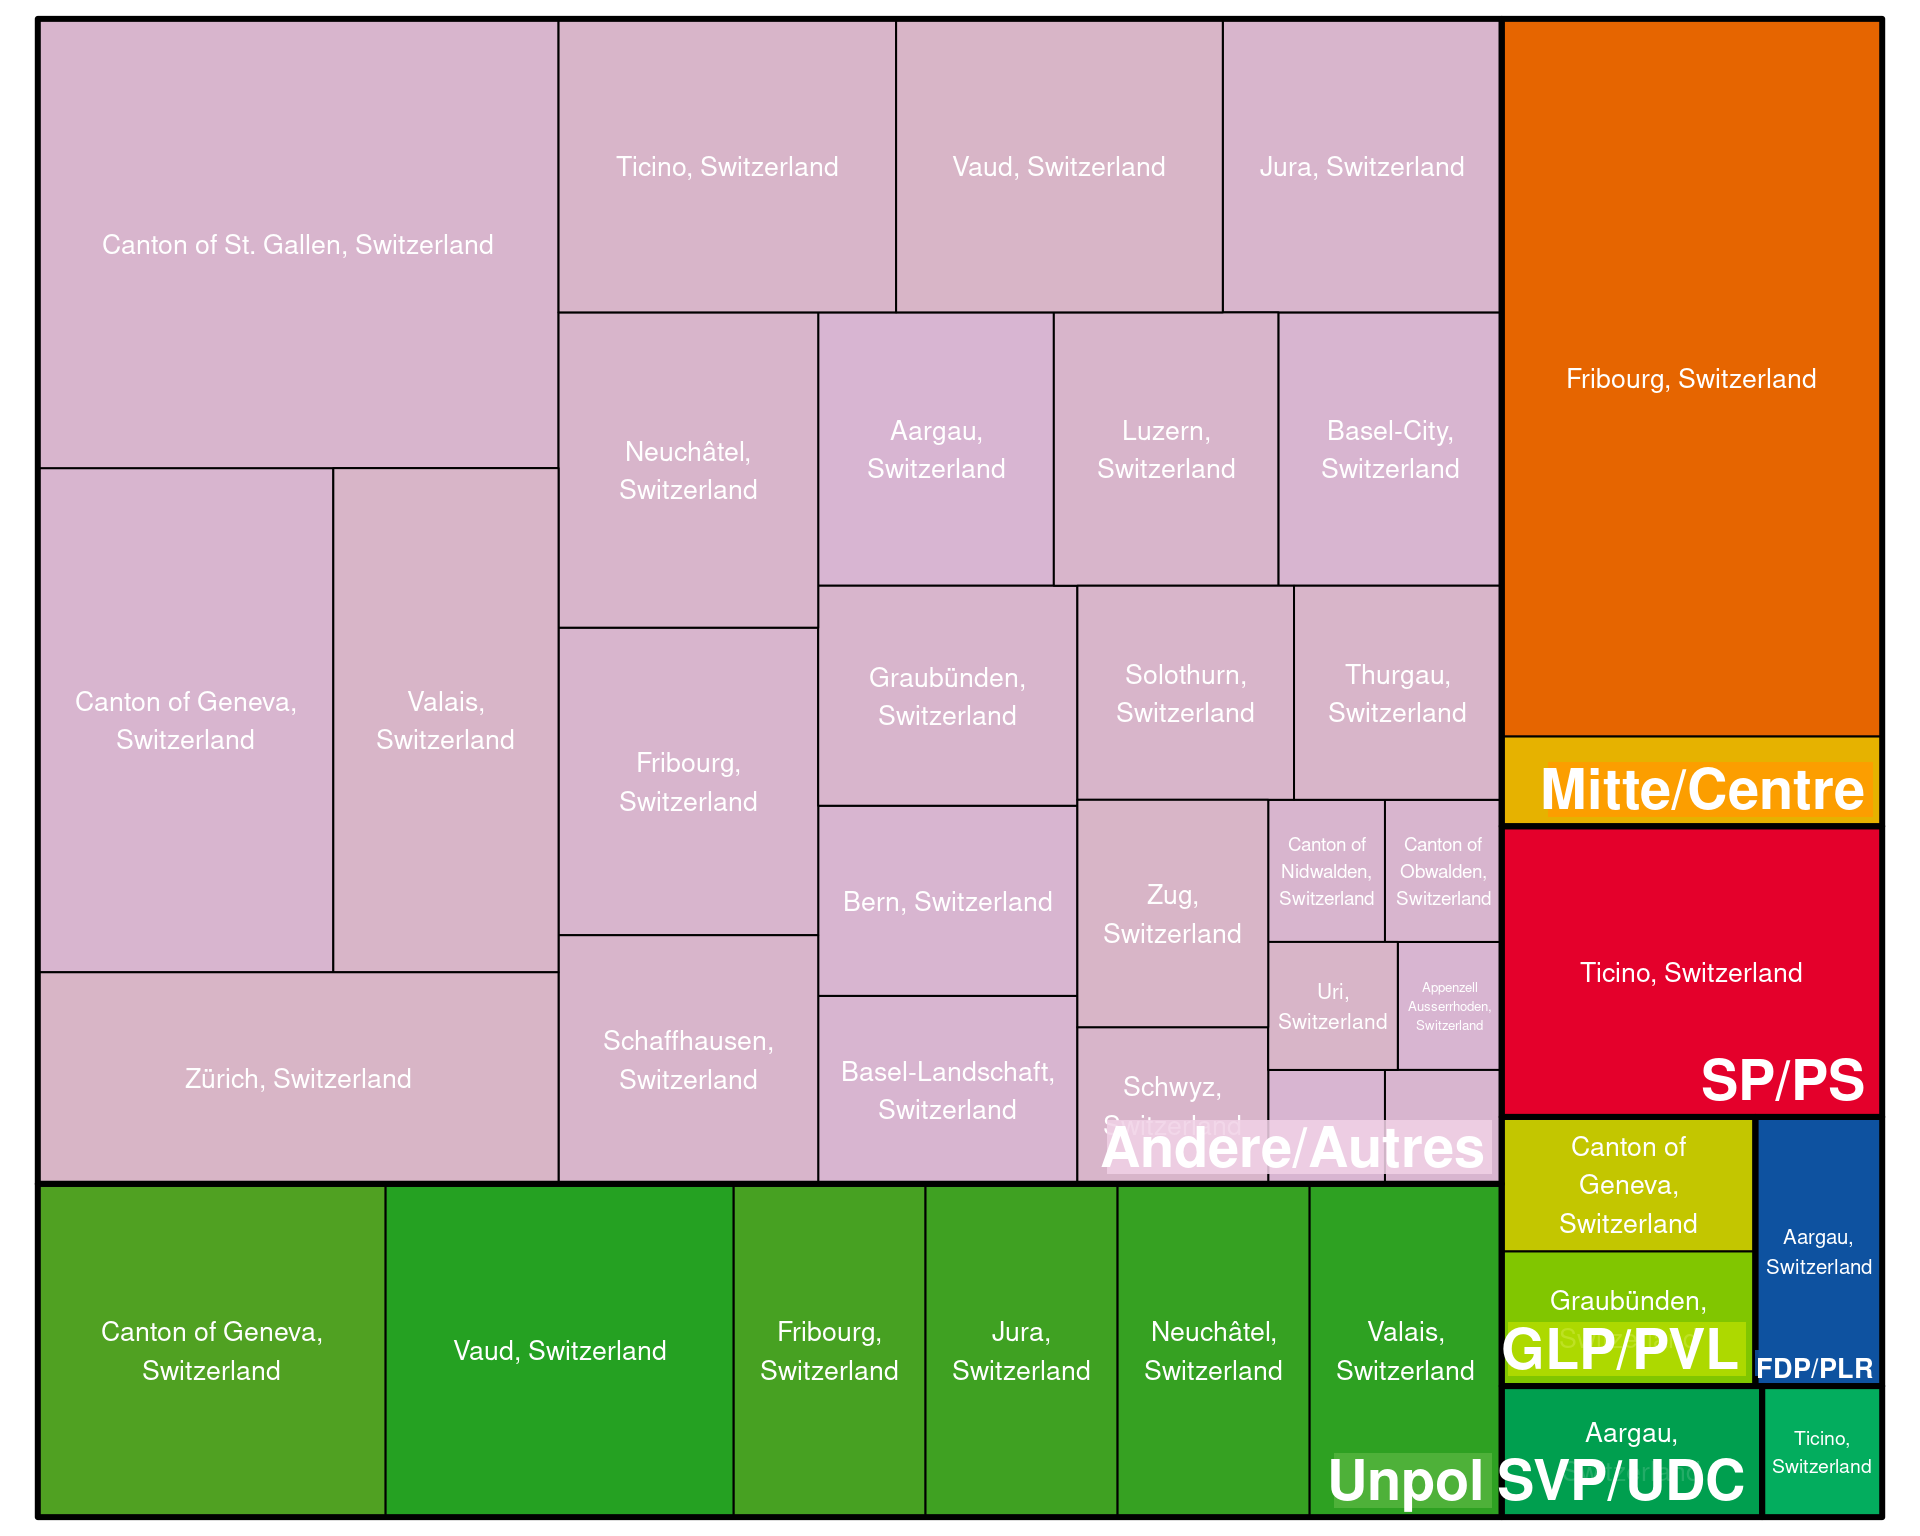 Canton of St. Gallen, Switzerland
Ticino, Switzerland
Vaud, Switzerland
Jura, Switzerland
Fribourg, Switzerland
Neuchâtel,
Switzerland
Aargau,
Switzerland
Luzern,
Switzerland
Basel-City,
Switzerland
Canton of Geneva,
Switzerland
Valais,
Switzerland
Fribourg,
Switzerland
Graubünden,
Switzerland
Solothurn,
Switzerland
Thurgau,
Switzerland
Mitte/Centre
Bern, Switzerland
Zug,
Switzerland
Canton of
Nidwalden,
Switzerland
Canton of
Obwalden,
Switzerland
Uri,
Switzerland
Appenzell
Ausserrhoden,
Switzerland
Ticino, Switzerland
SP/PS
Zürich, Switzerland
Schaffhausen,
Switzerland
Basel-Landschaft,
Switzerland
Schwyz,
Switzerland
Andere/Autres
Canton of
Geneva,
Switzerland
Aargau,
Switzerland
Graubünden,
GLP/PVL
FDP/PLR
Canton of Geneva,
Switzerland
Vaud, Switzerland
Fribourg,
Switzerland
Jura,
Switzerland
Neuchâtel,
Switzerland
Valais,
Switzerland
Unpol
Aargau,
SVP/UDC
Ticino,
Switzerland